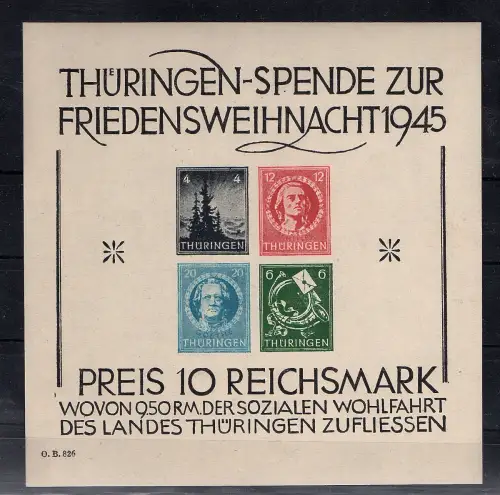 THÜRINGEN-SPENDE ZUR
FRIEDENSWEIHNACHT 1945
4 4
THÜRINGEN
12 12
THÜRINGEN
20 20
THÜRINGEN
6 6
THÜRINGEN
PREIS 10 REICHSMARK
WOVON 9.50 RM. DER SOZIALEN WOHLFAHRT
DES LANDES THÜRINGEN ZUFLIESSEN
O. B. 826